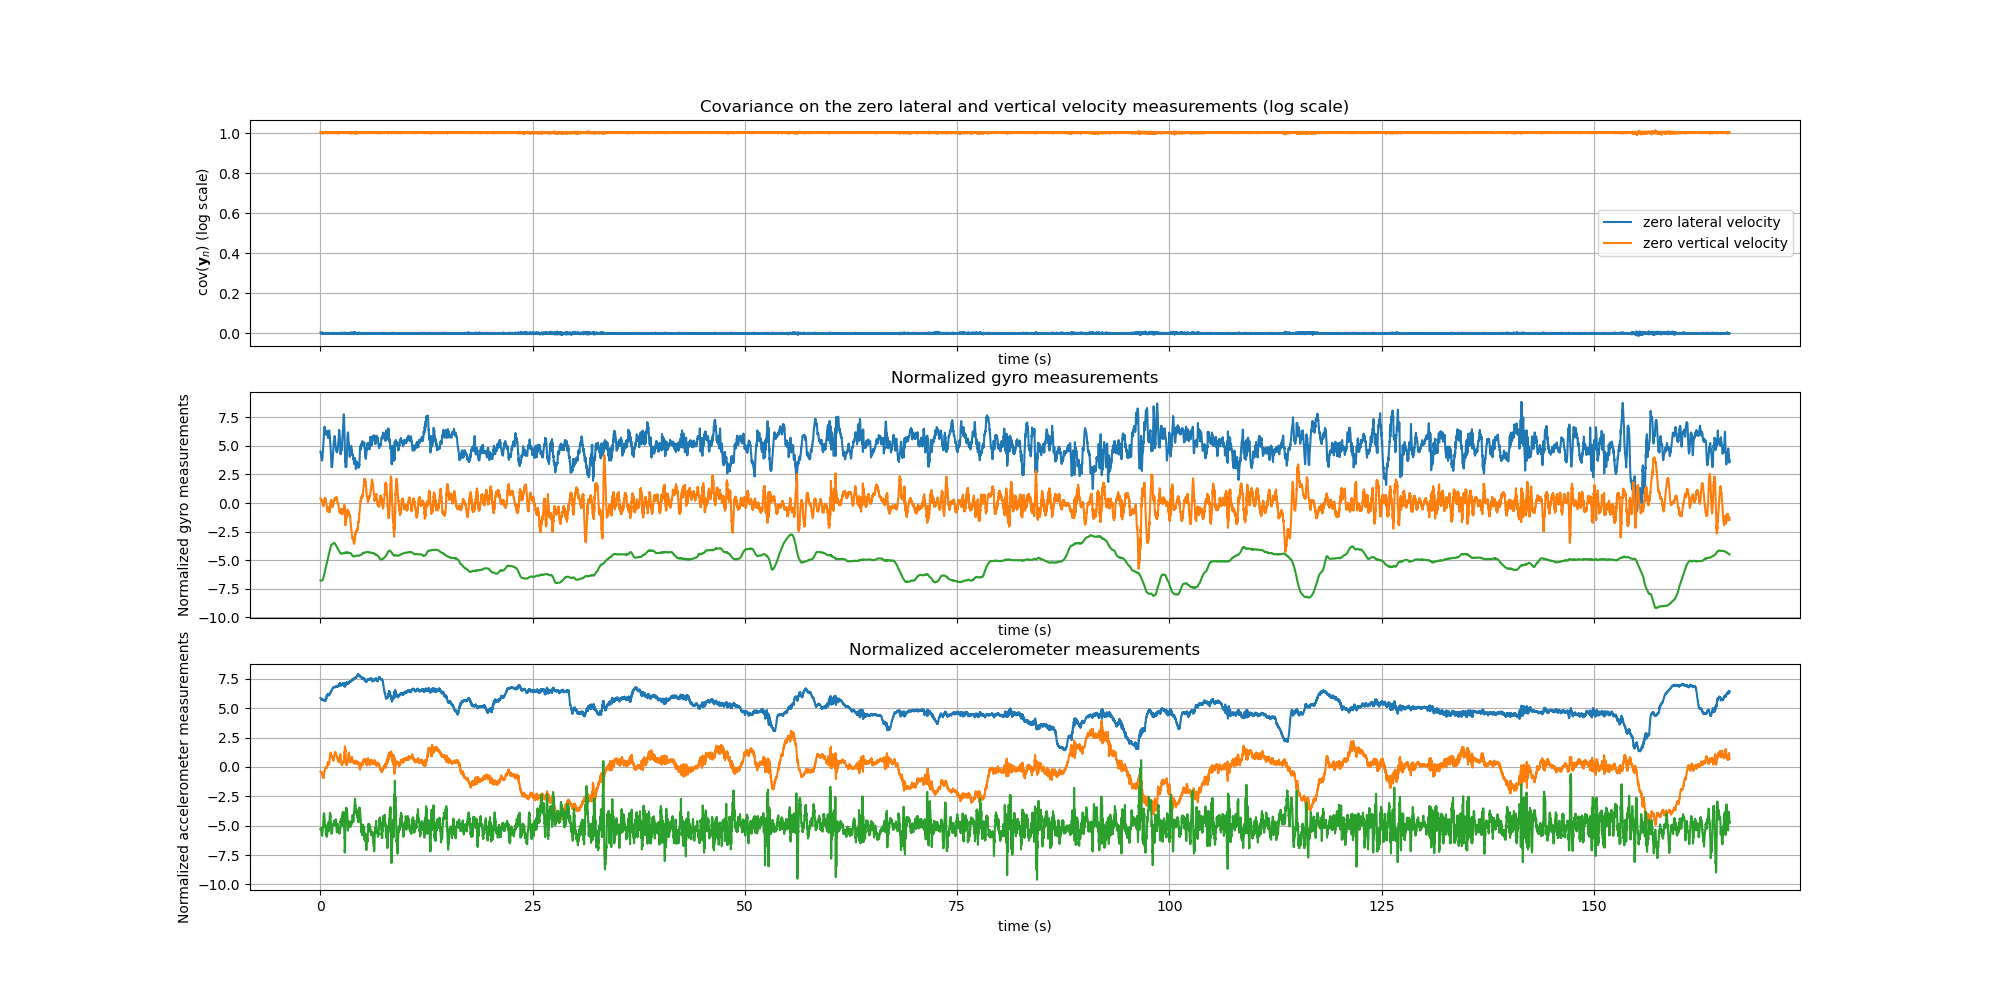 Covariance on the zero lateral and vertical velocity measurements (log scale)
cov(𝐲ₙ) (log scale)
1.0
0.8
0.6
0.4
0.2
0.0
zero lateral velocity
zero vertical velocity
time (s)
Normalized gyro measurements
Normalized gyro measurements
7.5
5.0
2.5
0.0
−2.5
−5.0
−7.5
−10.0
time (s)
Normalized accelerometer measurements
Normalized accelerometer measurements
7.5
5.0
2.5
0.0
−2.5
−5.0
−7.5
−10.0
0 25 50 75 100 125 150
time (s)